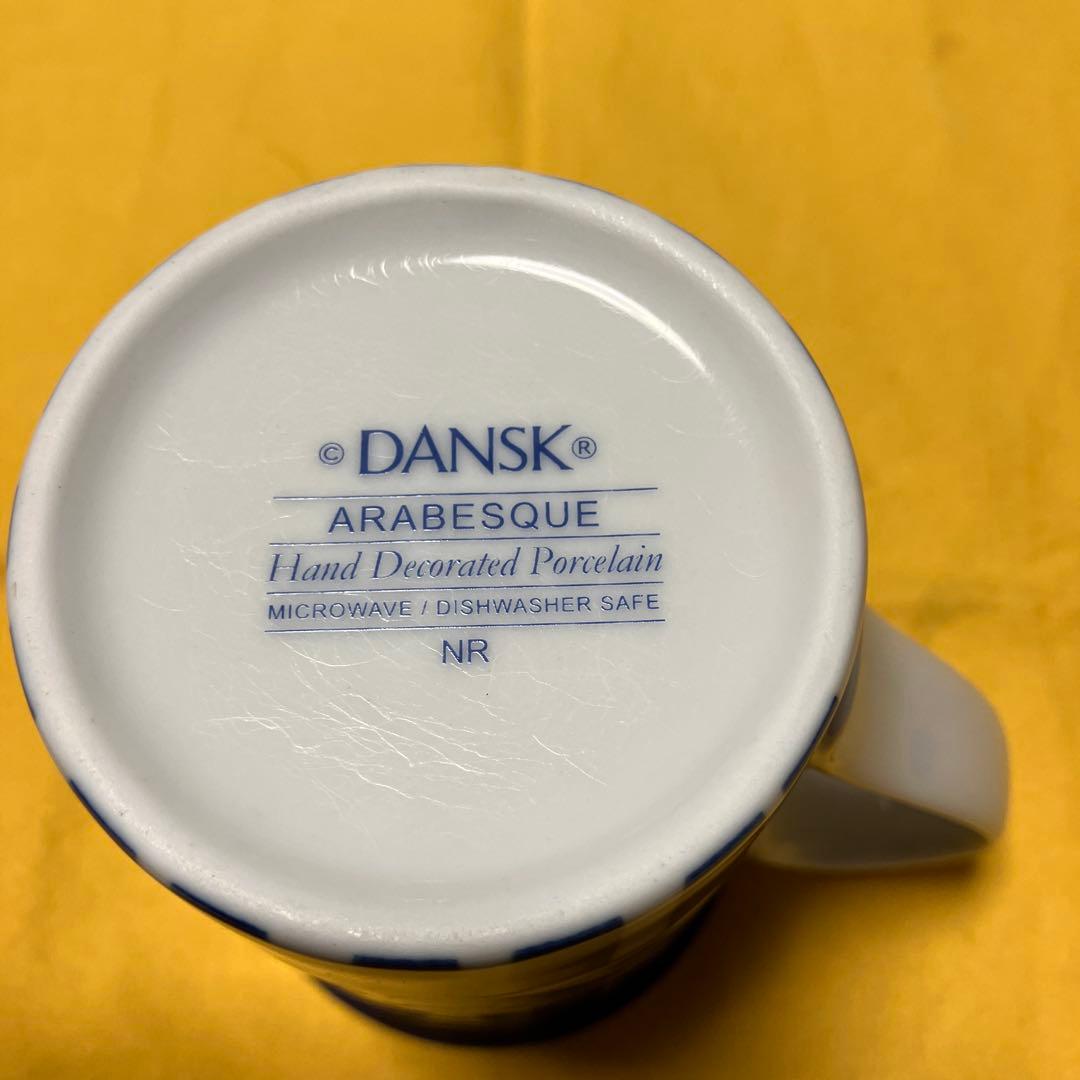 © DANSK®
ARABESQUE
Hand Decorated Porcelain
MICROWAVE / DISHWASHER SAFE
NR